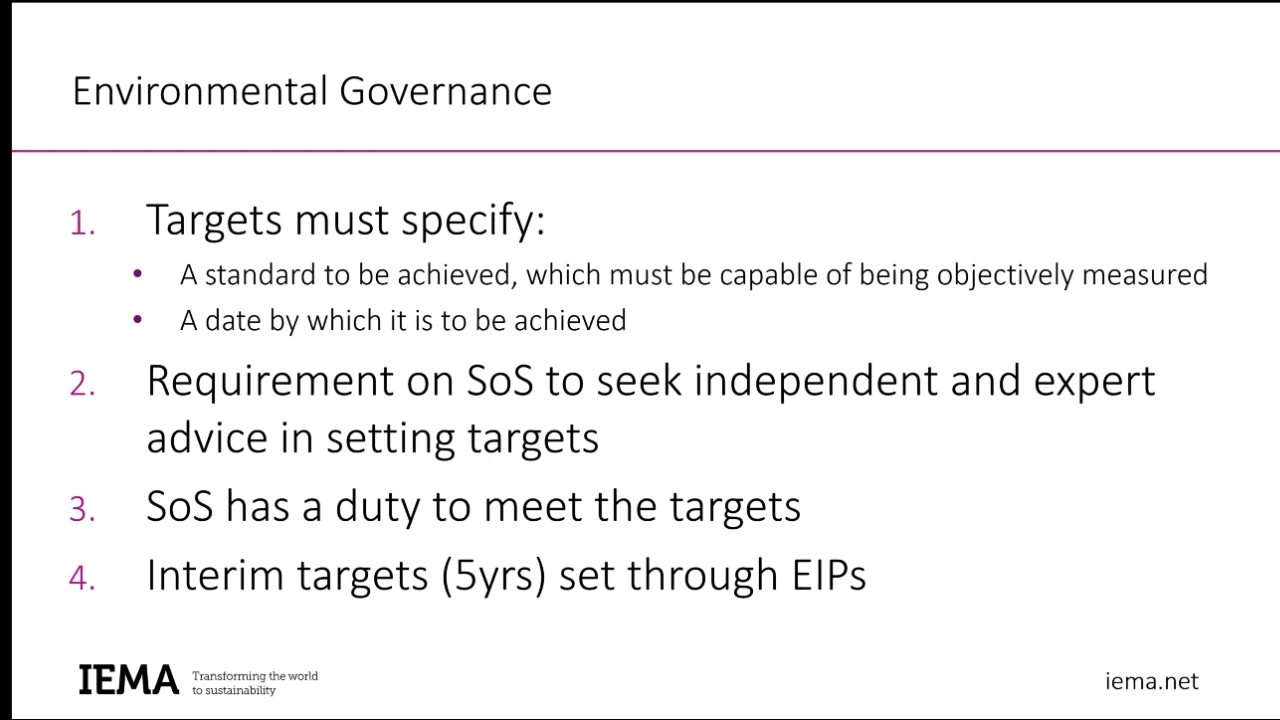 Environmental Governance
1. Targets must specify:
• A standard to be achieved, which must be capable of being objectively measured
• A date by which it is to be achieved
2. Requirement on SoS to seek independent and expert
advice in setting targets
3. SoS has a duty to meet the targets
4. Interim targets (5yrs) set through EIPs
IEMA Transforming the world
to sustainability
iema.net